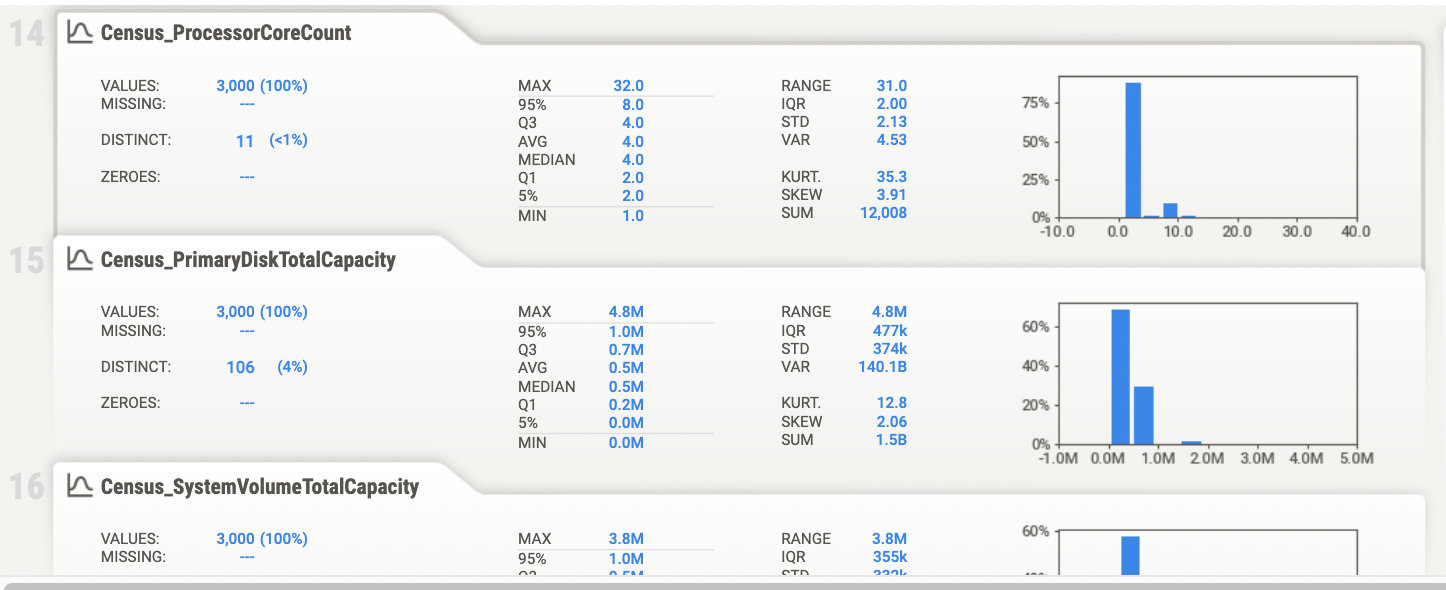 14 Census_ProcessorCoreCount
VALUES: 3,000 (100%)
MISSING: ---
DISTINCT: 11 (<1%)
ZEROES: ---
MAX 32.0
95% 8.0
Q3 4.0
AVG 4.0
MEDIAN 4.0
Q1 2.0
5% 2.0
MIN 1.0
RANGE 31.0
IQR 2.00
STD 2.13
VAR 4.53
KURT. 35.3
SKEW 3.91
SUM 12,008
75%
50%
25%
0%
-10.0 0.0 10.0 20.0 30.0 40.0
15 Census_PrimaryDiskTotalCapacity
VALUES: 3,000 (100%)
MISSING: ---
DISTINCT: 106 (4%)
ZEROES: ---
MAX 4.8M
95% 1.0M
Q3 0.7M
AVG 0.5M
MEDIAN 0.5M
Q1 0.2M
5% 0.0M
MIN 0.0M
RANGE 4.8M
IQR 477k
STD 374k
VAR 140.1B
KURT. 12.8
SKEW 2.06
SUM 1.5B
60%
40%
20%
0%
-1.0M 0.0M 1.0M 2.0M 3.0M 4.0M 5.0M
16 Census_SystemVolumeTotalCapacity
VALUES: 3,000 (100%)
MISSING: ---
MAX 3.8M
95% 1.0M
RANGE 3.8M
IQR 355k
60%